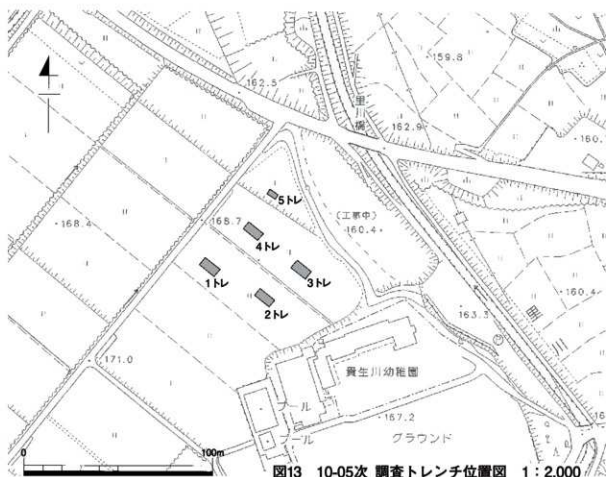 162.5
159.8
里川橋
162.9
160.
5トレ
(工事中)
160.4
168.4
168.7
4トレ
1トレ
3トレ
2トレ
160.4
163.3
里川
171.0
貴生川幼稚園
プール
プール
167.2
グラウンド
0
100m
図13 10-05次 調査トレンチ位置図 1:2,000